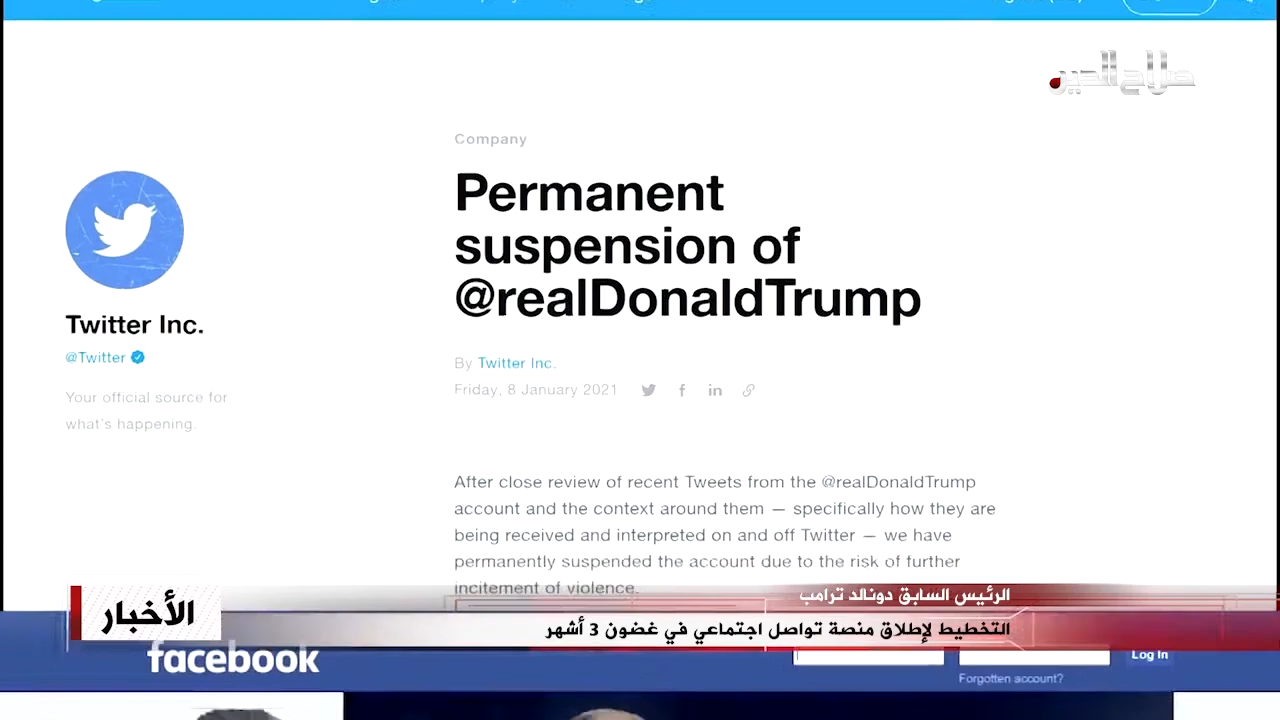 صلاح الدين
Company
Permanent
suspension of
@realDonaldTrump
Twitter Inc.
@Twitter
Your official source for
what's happening.
By Twitter Inc.
Friday, 8 January 2021
After close review of recent Tweets from the @realDonaldTrump
account and the context around them — specifically how they are
being received and interpreted on and off Twitter — we have
permanently suspended the account due to the risk of further
incitement of violence.
الرئيس السابق دونالد ترامب
الأخبار
التخطيط لإطلاق منصة تواصل اجتماعي في غضون 3 أشهر
facebook
Log In
Forgotten account?